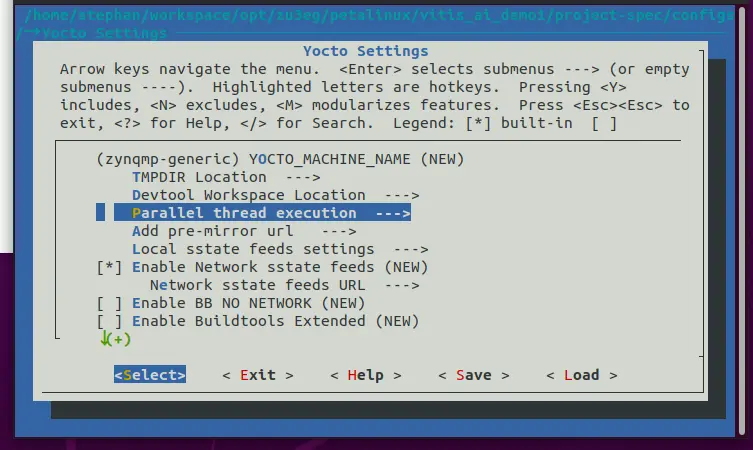 /home/stephan/workspace/opt/zu3eg/petalinux/vitis_ai_demo1/project-spec/configs
/~*Yocto Settings
Yocto Settings
Arrow keys navigate the menu.  <Enter> selects submenus ---> (or empty
submenus ----).  Highlighted letters are hotkeys.  Pressing <Y>
includes, <N> excludes, <M> modularizes features.  Press <Esc><Esc> to
exit, <?> for Help, </> for Search.  Legend: [*] built-in  [ ]
(zynqmp-generic) YOCTO_MACHINE_NAME (NEW)
TMPDIR Location  --->
Devtool Workspace Location  --->
Parallel thread execution  --->
Add pre-mirror url   --->
Local sstate feeds settings  --->
[*] Enable Network sstate feeds (NEW)
Network sstate feeds URL  --->
[ ] Enable BB NO NETWORK (NEW)
[ ] Enable Buildtools Extended (NEW)
↓(+)
<Select>    < Exit >    < Help >    < Save >    < Load >